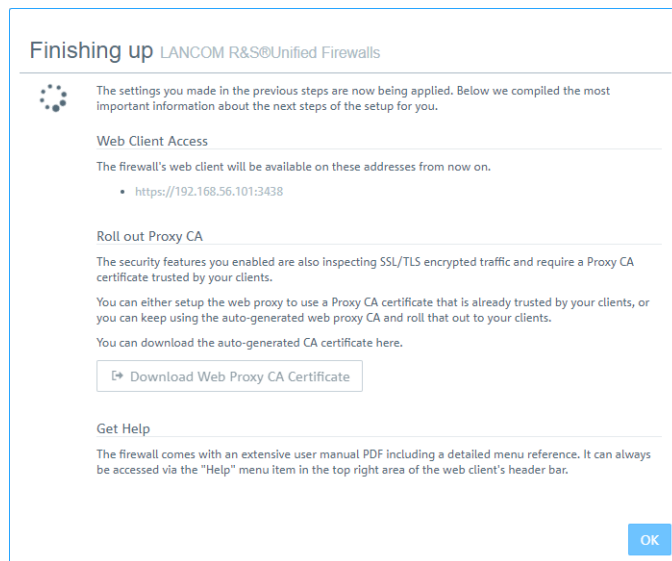 Finishing up LANCOM R&S®Unified Firewalls
The settings you made in the previous steps are now being applied. Below we compiled the most
important information about the next steps of the setup for you.
Web Client Access
The firewall's web client will be available on these addresses from now on.
• https://192.168.56.101:3438
Roll out Proxy CA
The security features you enabled are also inspecting SSL/TLS encrypted traffic and require a Proxy CA
certificate trusted by your clients.
You can either setup the web proxy to use a Proxy CA certificate that is already trusted by your clients, or
you can keep using the auto-generated web proxy CA and roll that out to your clients.
You can download the auto-generated CA certificate here.
Download Web Proxy CA Certificate
Get Help
The firewall comes with an extensive user manual PDF including a detailed menu reference. It can always
be accessed via the "Help" menu item in the top right area of the web client's header bar.
OK